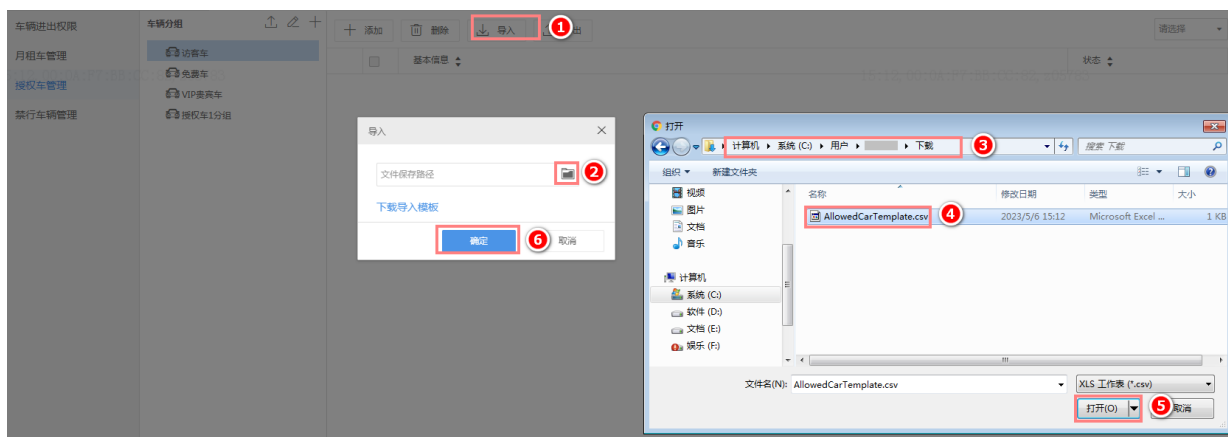 车辆进出权限
月租车管理
授权车管理
禁行车辆管理
车辆分组
访客车
免费车
VIP贵宾车
授权车1分组
添加 删除 导入 1 出
请选择
基本信息 状态
导入
文件保存路径 2
下载导入模板
确定 6 取消
打开
计算机 系统 (C:) 用户 下载 3 搜索 下载
组织 新建文件夹
视频
图片
文档
音乐
计算机
系统 (C:)
软件 (D:)
文档 (E:)
娱乐 (F:)
名称 修改日期 类型 大小
AllowedCarTemplate.csv 4 2023/5/6 15:12 Microsoft Excel ... 1 KB
文件名(N): AllowedCarTemplate.csv XLS 工作表 (*.csv)
打开(O) 5 取消